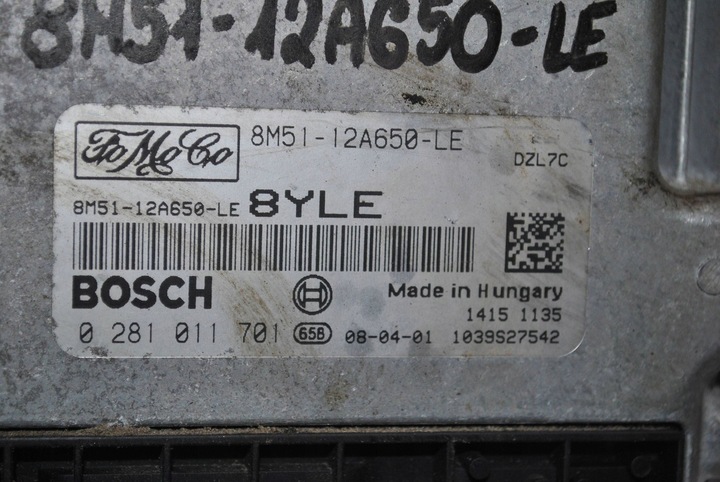 8M51-12A650-LE
FoMoCo 8M51-12A650-LE
DZL7C
8M51-12A650-LE 8YLE
BOSCH Made in Hungary
1415 1135
0 281 011 701 65B 08-04-01 1039S27542